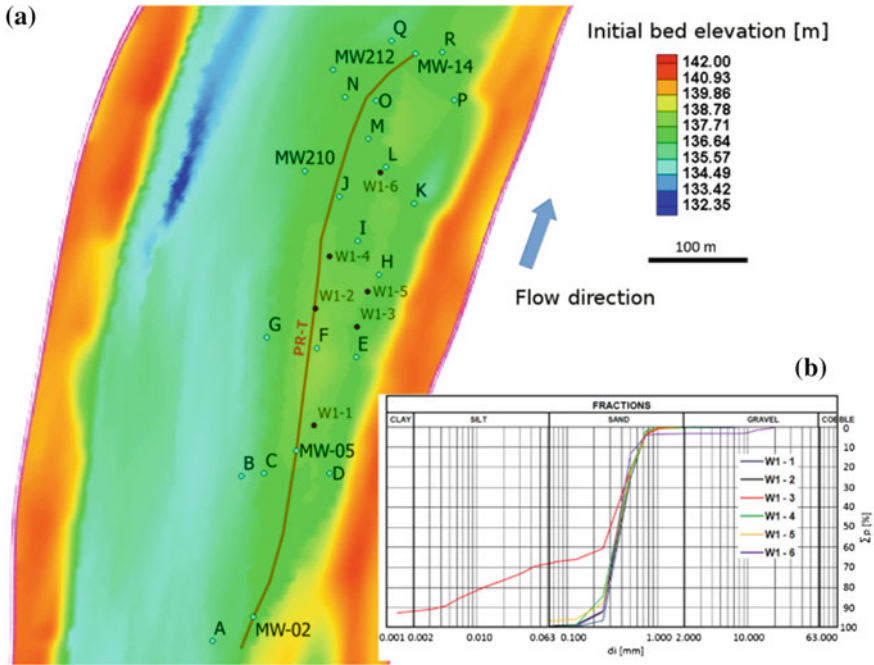 (a)
Initial bed elevation [m]
142.00
140.93
139.86
138.78
137.71
136.64
135.57
134.49
133.42
132.35
100 m
Flow direction
Q
R
MW212
MW-14
N
O
P
M
MW210
L
W1-6
J
K
I
W1-4
H
W1-5
W1-2
W1-3
G
PR-T
F
E
W1-1
MW-05
B
C
D
A
MW-02
(b)
FRACTIONS
CLAY SILT SAND GRAVEL COBBLE
0
10
20
30
40
50
60
70
80
90
100
Σp [%]
W1 - 1
W1 - 2
W1 - 3
W1 - 4
W1 - 5
W1 - 6
0.001 0.002 0.010 0.063 0.100 1.000 2.000 10.000 63.000
di [mm]